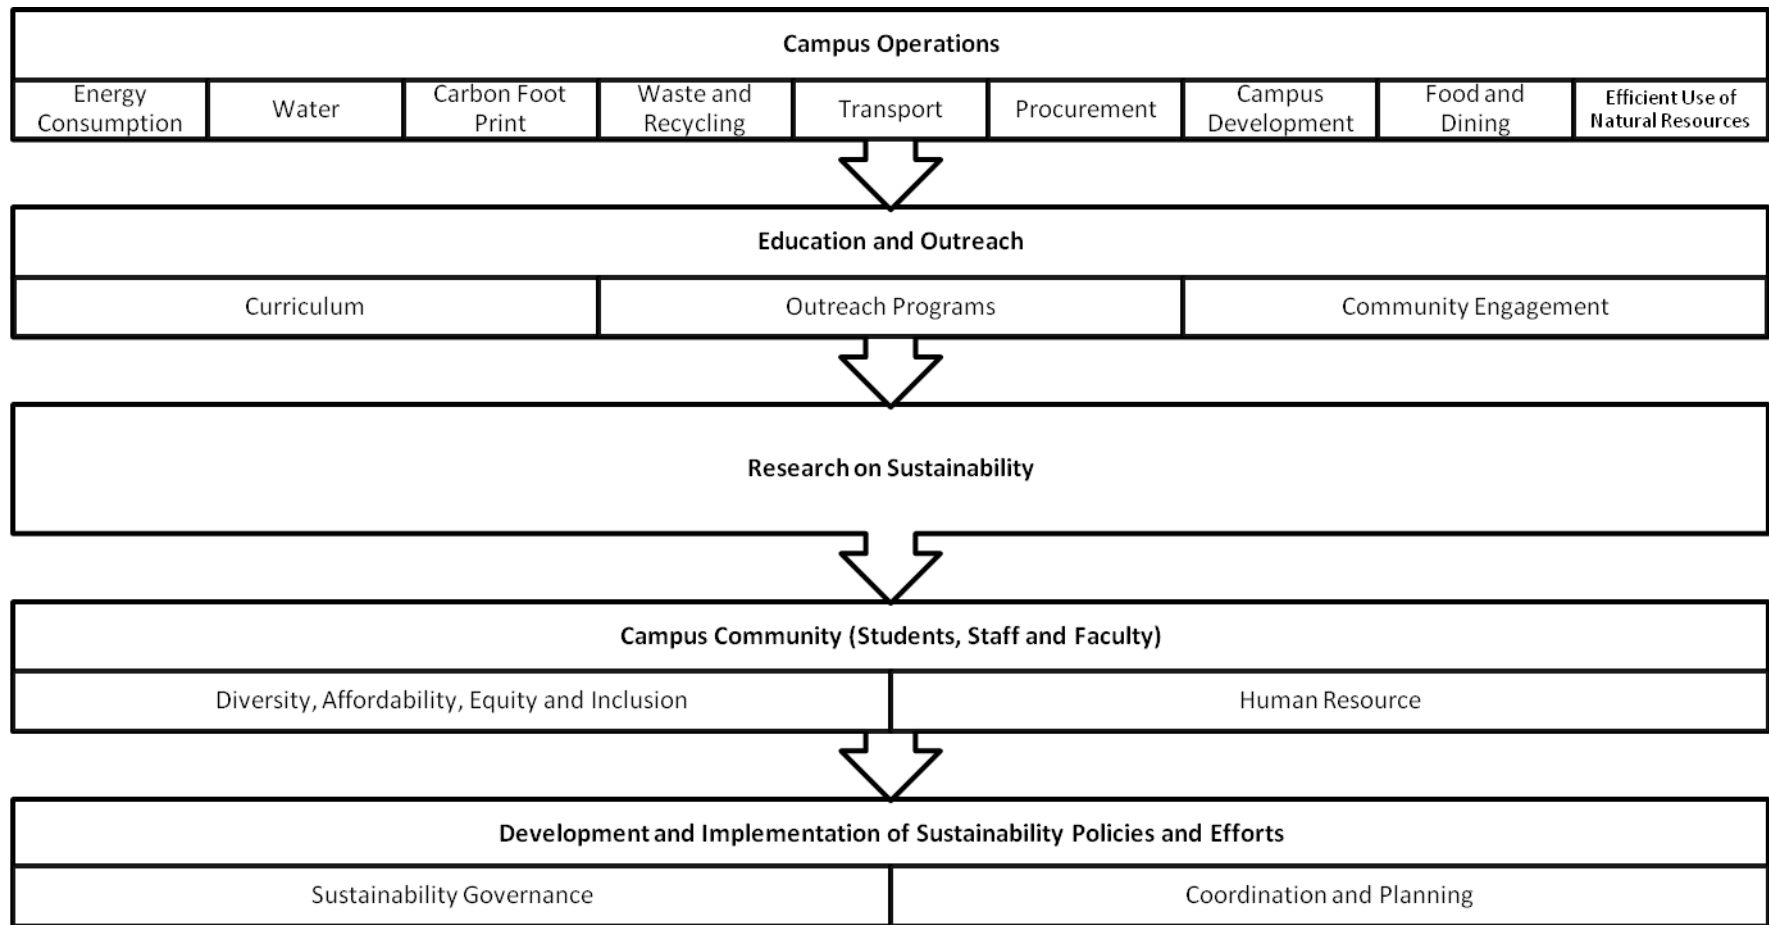 Campus Operations
Energy
Consumption
Water
Carbon Foot
Print
Waste and
Recycling
Transport
Procurement
Campus
Development
Food and
Dining
Efficient Use of
Natural Resources
Education and Outreach
Curriculum
Outreach Programs
Community Engagement
Research on Sustainability
Campus Community (Students, Staff and Faculty)
Diversity, Affordability, Equity and Inclusion
Human Resource
Development and Implementation of Sustainability Policies and Efforts
Sustainability Governance
Coordination and Planning